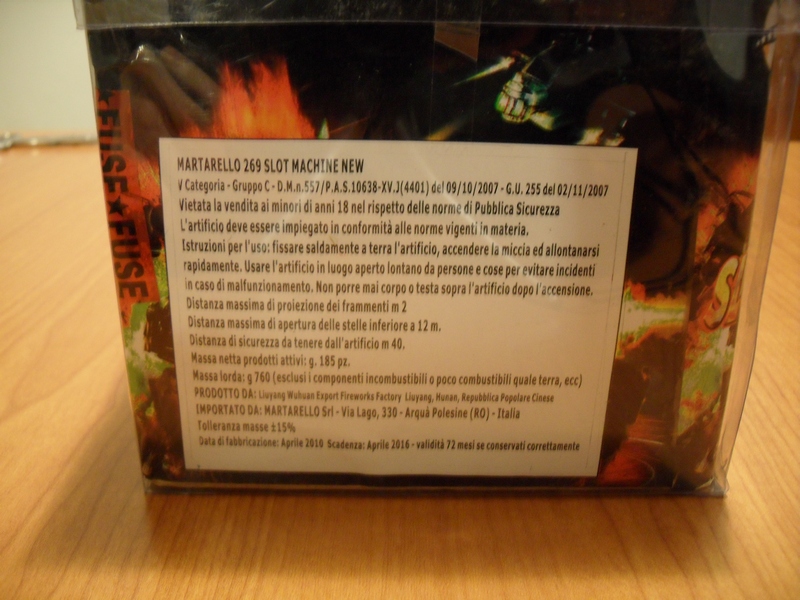 MARTARELLO 269 SLOT MACHINE NEW
V Categoria - Gruppo C - D.M.n.557/P.A.S.10638-XV.J(4401) del 09/10/2007 - G.U. 255 del 02/11/2007
Vietata la vendita ai minori di anni 18 nel rispetto delle norme di Pubblica Sicurezza
L'artificio deve essere impiegato in conformità alle norme vigenti in materia.
Istruzioni per l'uso: fissare saldamente a terra l'artificio, accendere la miccia ed allontanarsi
rapidamente. Usare l'artificio in luogo aperto lontano da persone e cose per evitare incidenti
in caso di malfunzionamento. Non porre mai corpo o testa sopra l'artificio dopo l'accensione.
Distanza massima di proiezione dei frammenti m 2
Distanza massima di apertura delle stelle inferiore a 12 m.
Distanza di sicurezza da tenere dall'artificio m 40.
Massa netta prodotti attivi: g. 185 pz.
Massa lorda: g 760 (esclusi i componenti incombustibili o poco combustibili quale terra, ecc)
PRODOTTO DA: Liuyang Wuhuan Export Fireworks Factory Liuyang, Hunan, Repubblica Popolare Cinese
IMPORTATO DA: MARTARELLO Srl - Via Lago, 330 - Arquà Polesine (RO) - Italia
Tolleranza masse ±15%
Data di fabbricazione: Aprile 2010 Scadenza: Aprile 2016 - validità 72 mesi se conservati correttamente
FUSE★FUSE
S